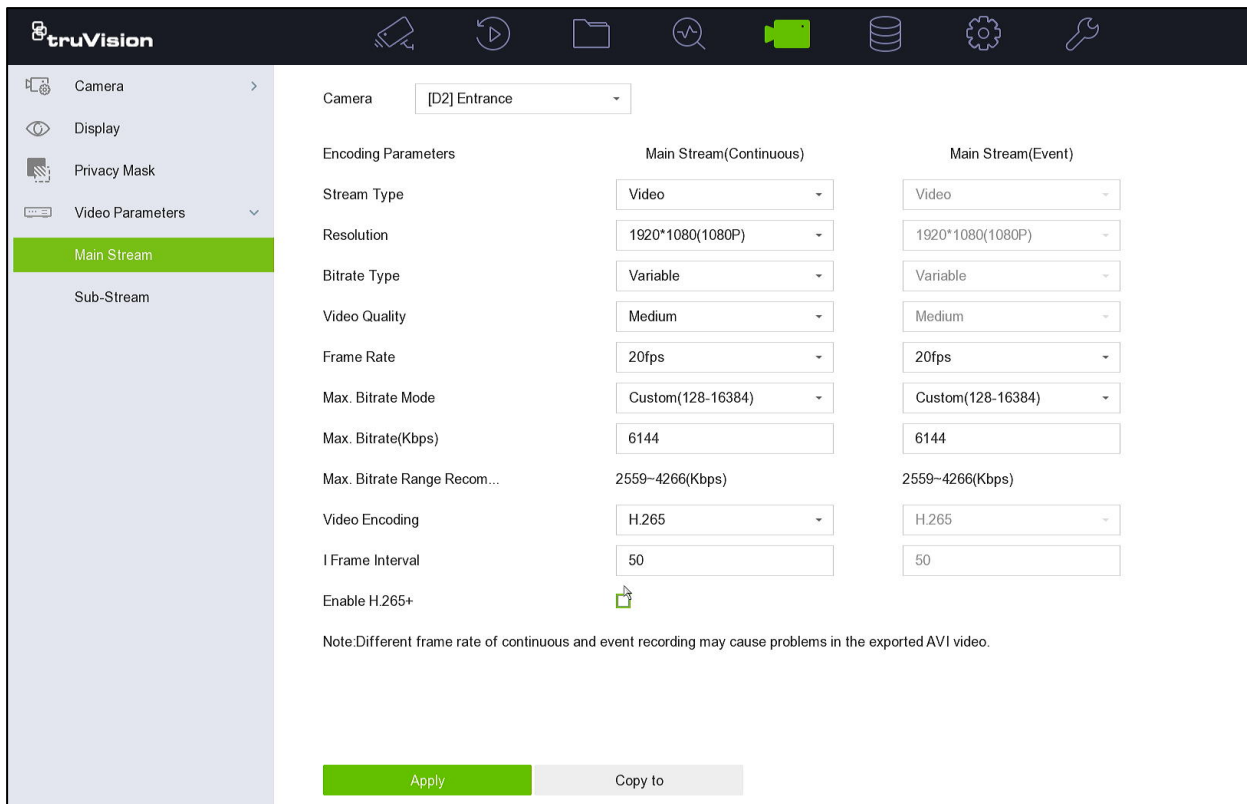 truVision
Camera
Display
Privacy Mask
Video Parameters
Main Stream
Sub-Stream
Camera [D2] Entrance
Encoding Parameters Main Stream(Continuous) Main Stream(Event)
Stream Type Video Video
Resolution 1920*1080(1080P) 1920*1080(1080P)
Bitrate Type Variable Variable
Video Quality Medium Medium
Frame Rate 20fps 20fps
Max. Bitrate Mode Custom(128-16384) Custom(128-16384)
Max. Bitrate(Kbps) 6144 6144
Max. Bitrate Range Recom... 2559~4266(Kbps) 2559~4266(Kbps)
Video Encoding H.265 H.265
I Frame Interval 50 50
Enable H.265+
Note:Different frame rate of continuous and event recording may cause problems in the exported AVI video.
Apply Copy to